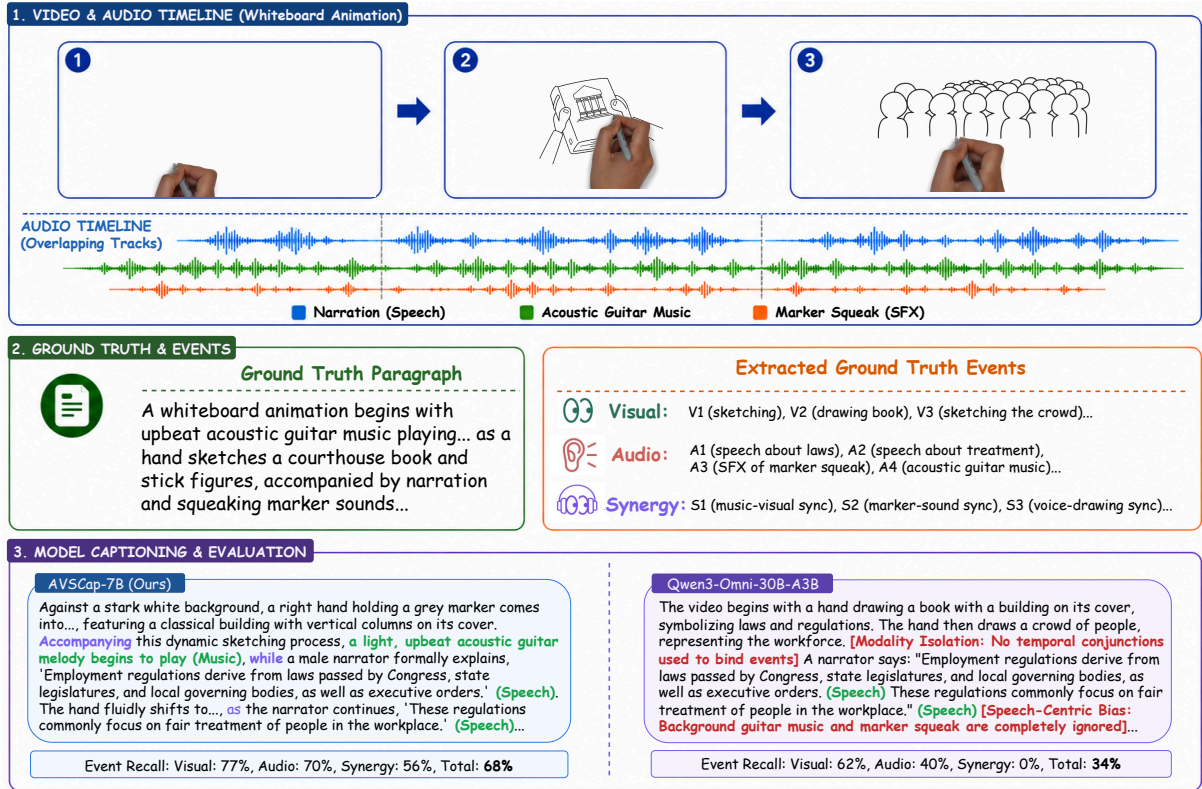 1. VIDEO & AUDIO TIMELINE (Whiteboard Animation)
1
2
3
AUDIO TIMELINE
(Overlapping Tracks)
Narration (Speech)
Acoustic Guitar Music
Marker Squeak (SFX)
2. GROUND TRUTH & EVENTS
Ground Truth Paragraph
A whiteboard animation begins with
upbeat acoustic guitar music playing... as a
hand sketches a courthouse book and
stick figures, accompanied by narration
and squeaking marker sounds...
Extracted Ground Truth Events
Visual: V1 (sketching), V2 (drawing book), V3 (sketching the crowd)...
Audio: A1 (speech about laws), A2 (speech about treatment),
A3 (SFX of marker squeak), A4 (acoustic guitar music)...
Synergy: S1 (music-visual sync), S2 (marker-sound sync), S3 (voice-drawing sync)...
3. MODEL CAPTIONING & EVALUATION
AVSCap-7B (Ours)
Against a stark white background, a right hand holding a grey marker comes
into..., featuring a classical building with vertical columns on its cover.
Accompanying this dynamic sketching process, a light, upbeat acoustic guitar
melody begins to play (Music), while a male narrator formally explains,
'Employment regulations derive from laws passed by Congress, state
legislatures, and local governing bodies, as well as executive orders.' (Speech).
The hand fluidly shifts to..., as the narrator continues, 'These regulations
commonly focus on fair treatment of people in the workplace.' (Speech)...
Event Recall: Visual: 77%, Audio: 70%, Synergy: 56%, Total: 68%
Qwen3-Omni-30B-A3B
The video begins with a hand drawing a book with a building on its cover,
symbolizing laws and regulations. The hand then draws a crowd of people,
representing the workforce. [Modality Isolation: No temporal conjunctions
used to bind events] A narrator says: "Employment regulations derive from
laws passed by Congress, state legislatures, and local governing bodies, as
well as executive orders. (Speech) These regulations commonly focus on fair
treatment of people in the workplace." (Speech) [Speech-Centric Bias:
Background guitar music and marker squeak are completely ignored]...
Event Recall: Visual: 62%, Audio: 40%, Synergy: 0%, Total: 34%